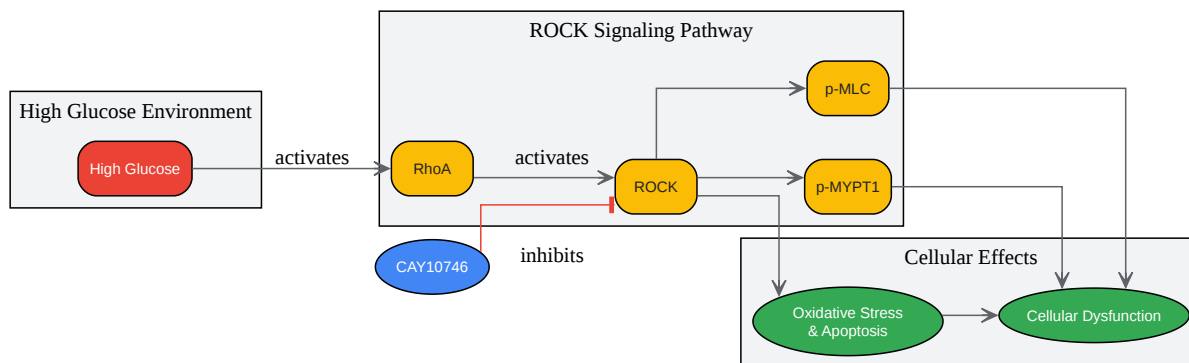 ROCK Signaling Pathway
High Glucose Environment
High Glucose
activates
RhoA
activates
ROCK
p-MLC
p-MYPT1
CAY10746
inhibits
Cellular Effects
Oxidative Stress
& Apoptosis
Cellular Dysfunction